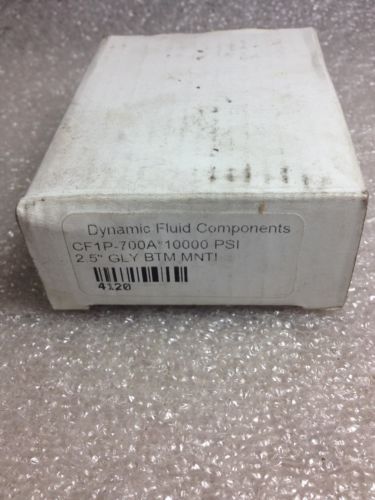 Dynamic Fluid Components
CF1P-700A*10000 PSI
2.5" GLY BTM MNT!
4120